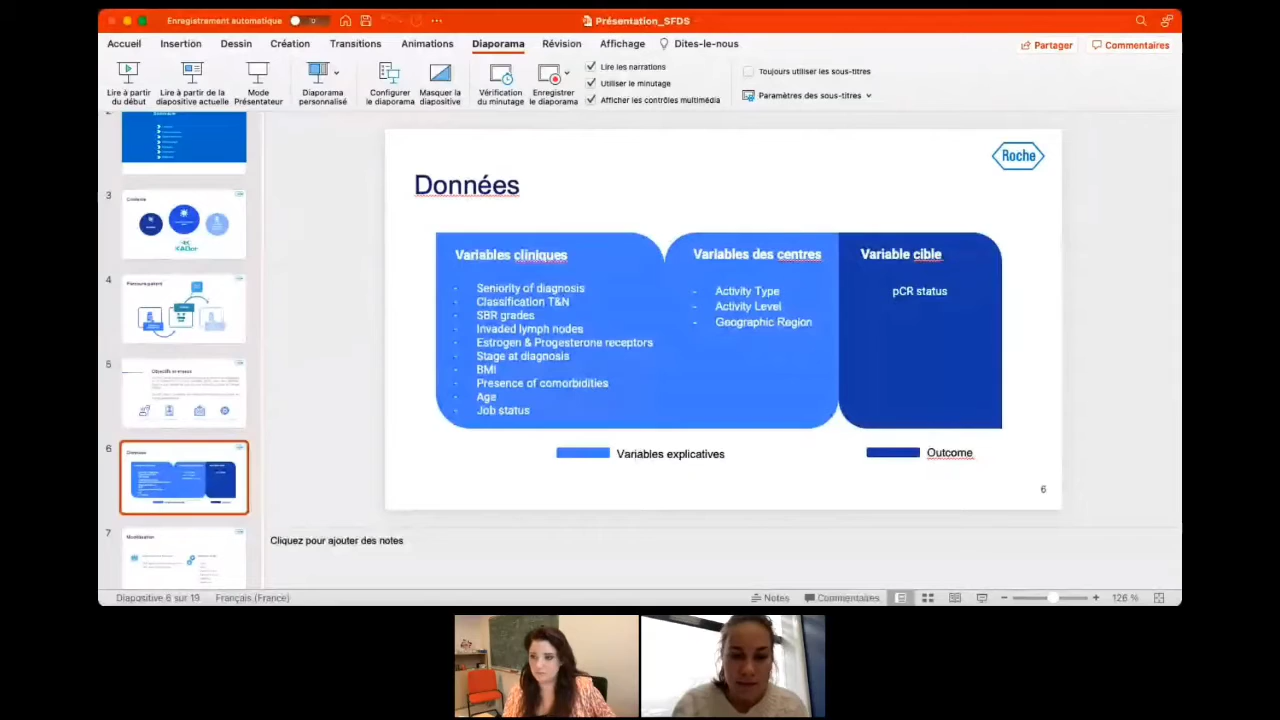 Enregistrement automatique
Présentation_SFDS
Accueil Insertion Dessin Création Transitions Animations Diaporama Révision Affichage Dites-le-nous
Partager Commentaires
Lire à partir du début
Lire à partir de la diapositive actuelle
Mode Présentateur
Diaporama personnalisé
Configurer le diaporama
Masquer la diapositive
Vérification du minutage
Enregistrer le diaporama
Lire les narrations
Utiliser le minutage
Afficher les contrôles multimédia
Toujours utiliser les sous-titres
Paramètres des sous-titres
3
4
5
6
7
Roche
Données
Variables cliniques
- Seniority of diagnosis
- Classification T&N
- SBR grades
- Invaded lymph nodes
- Estrogen & Progesterone receptors
- Stage at diagnosis
- BMI
- Presence of comorbidities
- Age
- Job status
Variables des centres
- Activity Type
- Activity Level
- Geographic Region
Variable cible
pCR status
Variables explicatives
Outcome
6
Cliquez pour ajouter des notes
Diapositive 6 sur 19 Français (France)
Notes Commentaires 126 %